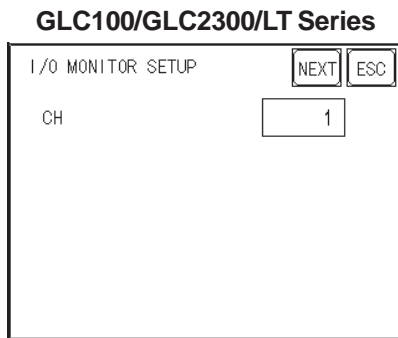 GLC100/GLC2300/LT Series
I/O MONITOR SETUP NEXT ESC
CH 1